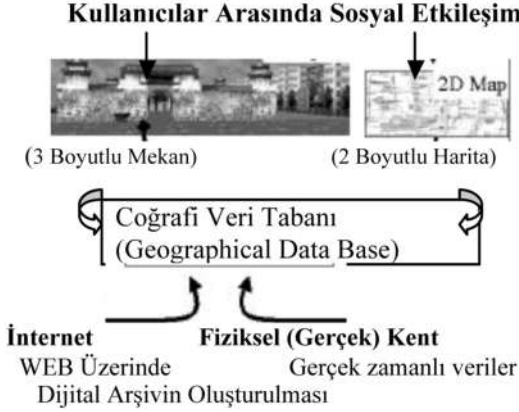 Kullanıcılar Arasında Sosyal Etkileşim
2D Map
(3 Boyutlu Mekan) (2 Boyutlu Harita)
Coğrafi Veri Tabanı
(Geographical Data Base)
İnternet Fiziksel (Gerçek) Kent
WEB Üzerinde Gerçek zamanlı veriler
Dijital Arşivin Oluşturulması